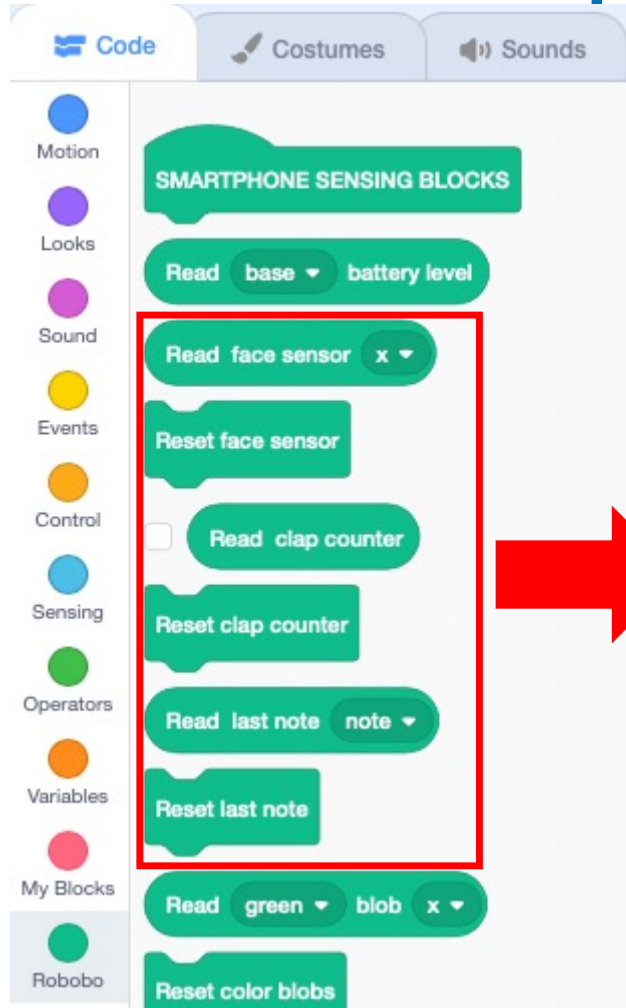 Code
Costumes
Sounds
Motion
Looks
Sound
Events
Control
Sensing
Operators
Variables
My Blocks
Robobo
SMARTPHONE SENSING BLOCKS
Read base battery level
Read face sensor x
Reset face sensor
Read clap counter
Reset clap counter
Read last note note
Reset last note
Read green blob x
Reset color blobs